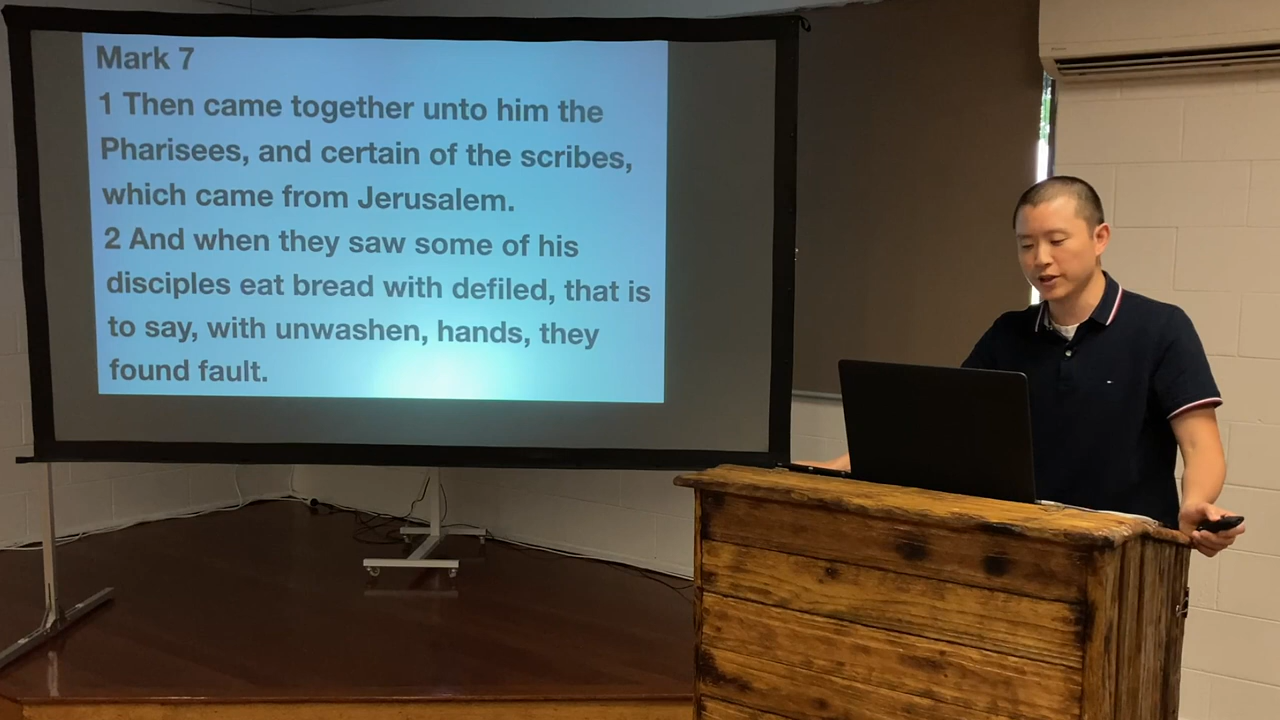 Mark 7
1 Then came together unto him the
Pharisees, and certain of the scribes,
which came from Jerusalem.
2 And when they saw some of his
disciples eat bread with defiled, that is
to say, with unwashen, hands, they
found fault.